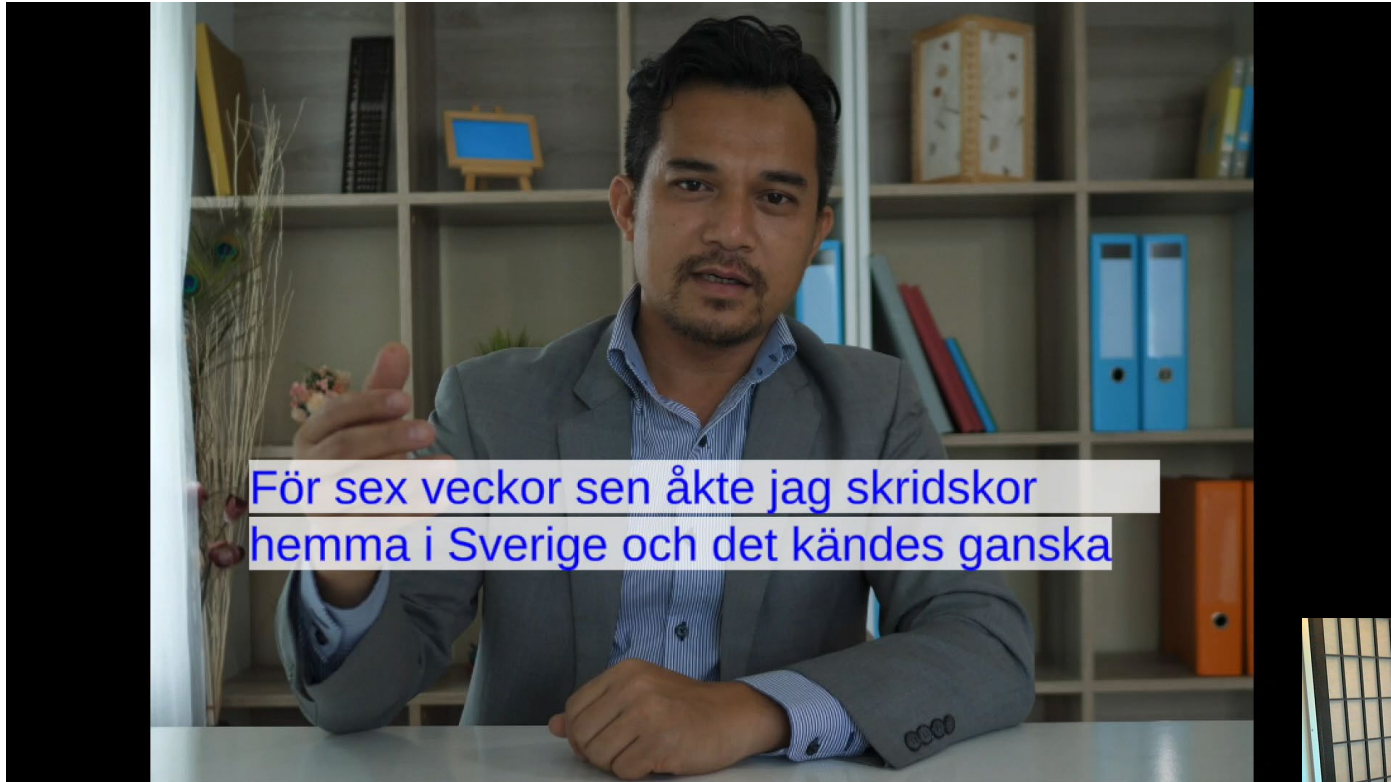 För sex veckor sen åkte jag skridskor
hemma i Sverige och det kändes ganska